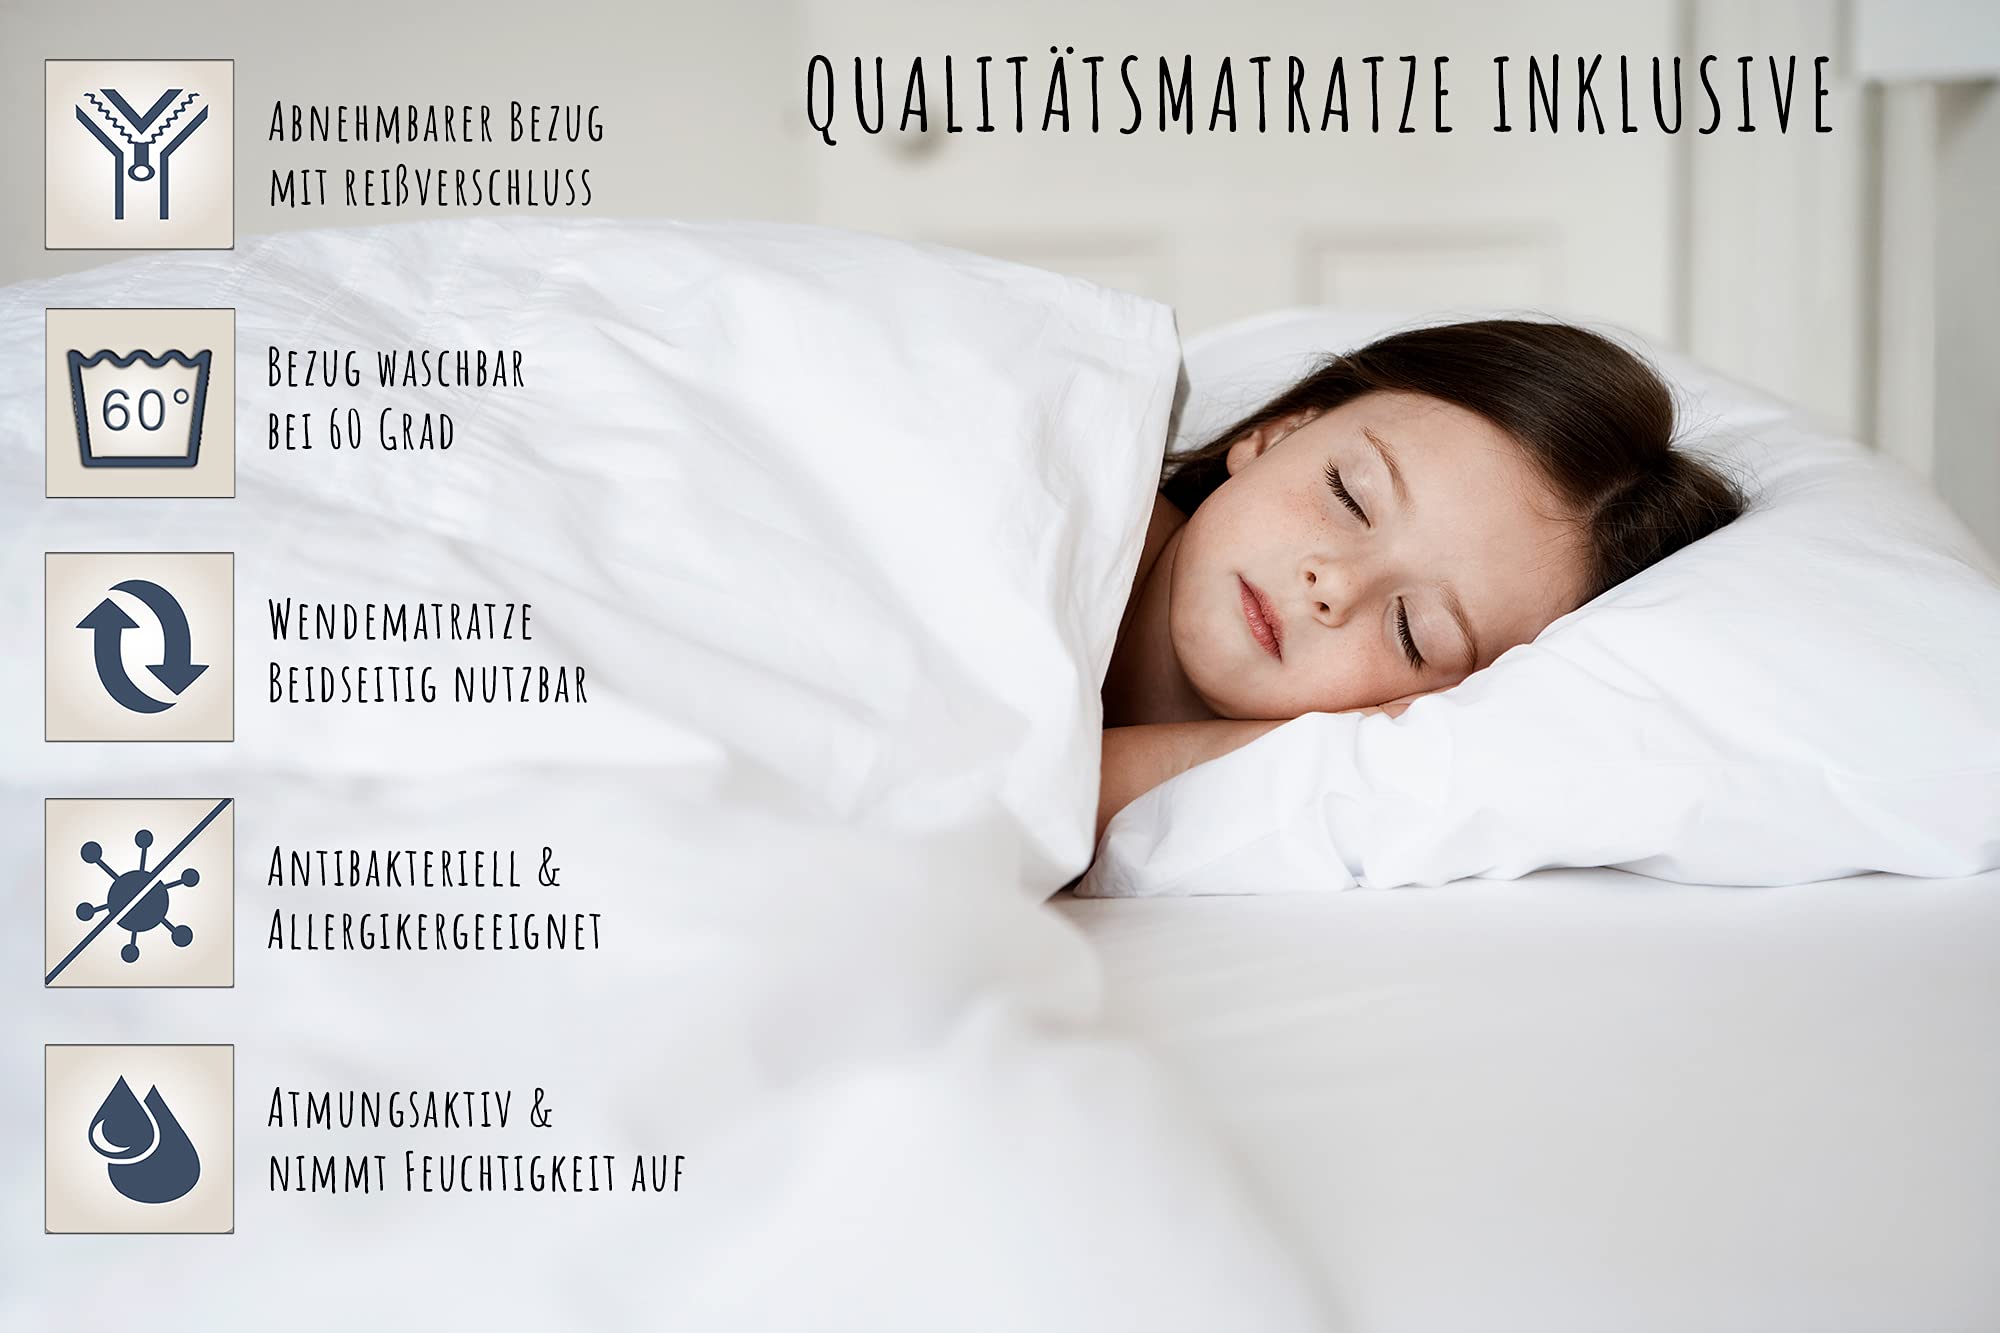 QUALITÄTSMATRATZE INKLUSIVE
ABNEHMBARER BEZUG
MIT REIßVERSCHLUSS
60°
BEZUG WASCHBAR
BEI 60 GRAD
WENDEMATRATZE
BEIDSEITIG NUTZBAR
ANTIBAKTERIELL &
ALLERGIKERGEEIGNET
ATMUNGSAKTIV &
NIMMT FEUCHTIGKEIT AUF